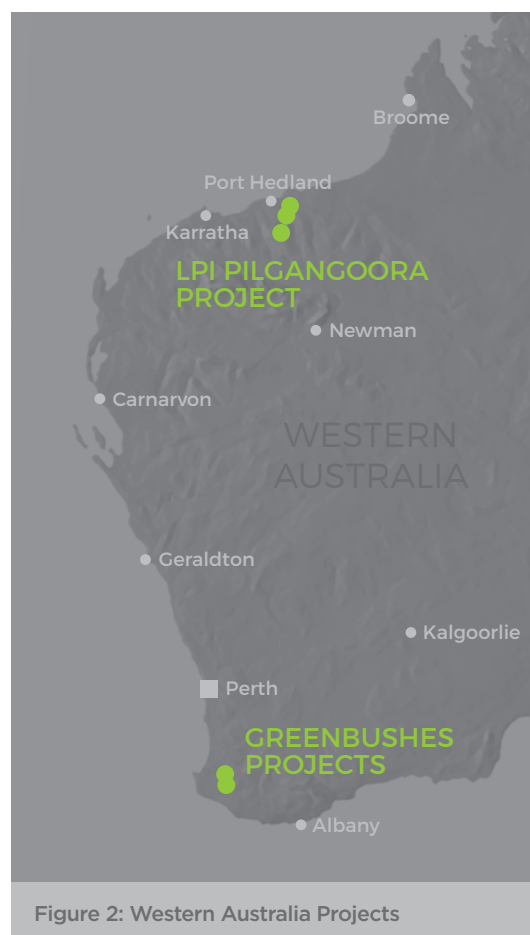 Broome
Port Hedland
Karratha
LPI PILGANGOORA
PROJECT
Newman
Carnarvon
WESTERN
AUSTRALIA
Geraldton
Kalgoorlie
Perth
GREENBUSHES
PROJECTS
Albany
Figure 2: Western Australia Projects